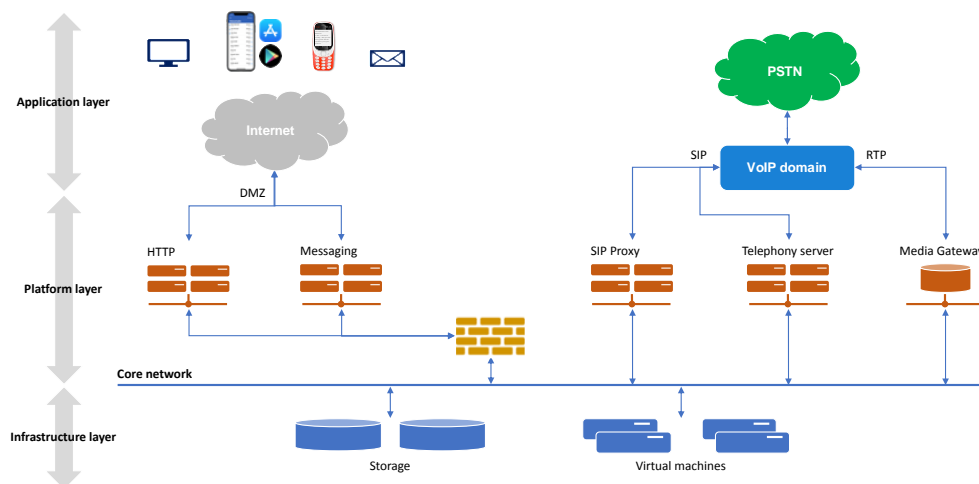 Application layer
PSTN
Internet
SIP
VoIP domain
RTP
DMZ
HTTP
Messaging
SIP Proxy
Telephony server
Media Gateway
Platform layer
Core network
Infrastructure layer
Storage
Virtual machines